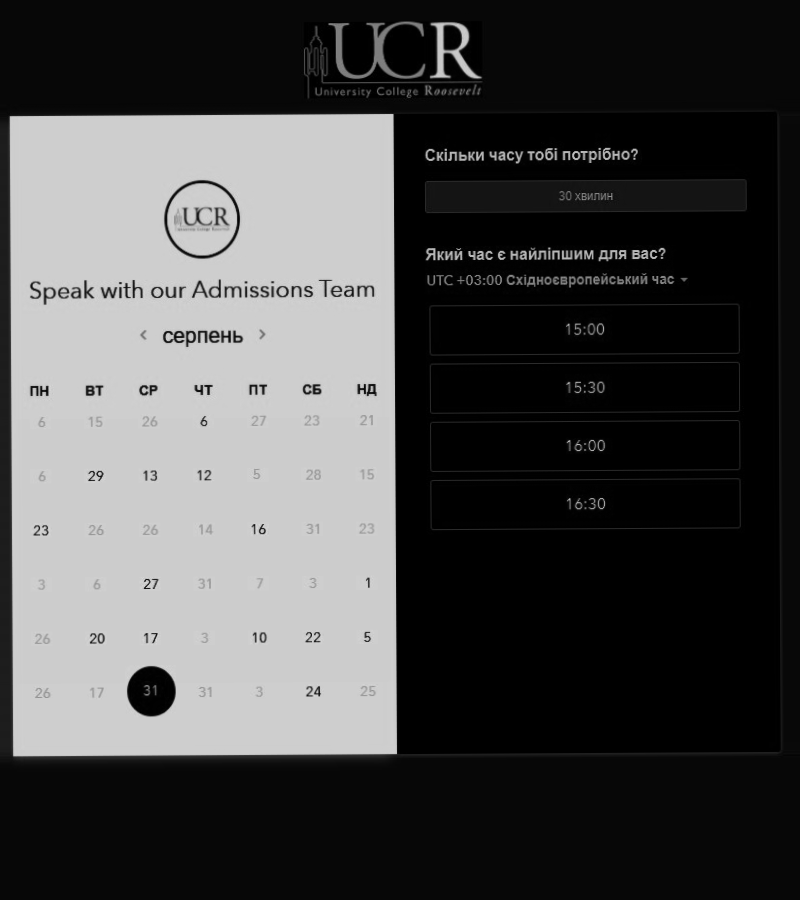 UCR
University College Roosevelt
UCR
Speak with our Admissions Team
серпень
ПН ВТ СР ЧТ ПТ СБ НД
6 15 26 6 27 23 21
6 29 13 12 5 28 15
23 26 26 14 16 31 23
3 6 27 31 7 3 1
26 20 17 3 10 22 5
26 17 31 31 3 24 25
Скільки часу тобі потрібно?
30 хвилин
Який час є найліпшим для вас?
UTC +03:00 Східноєвропейський час
15:00
15:30
16:00
16:30